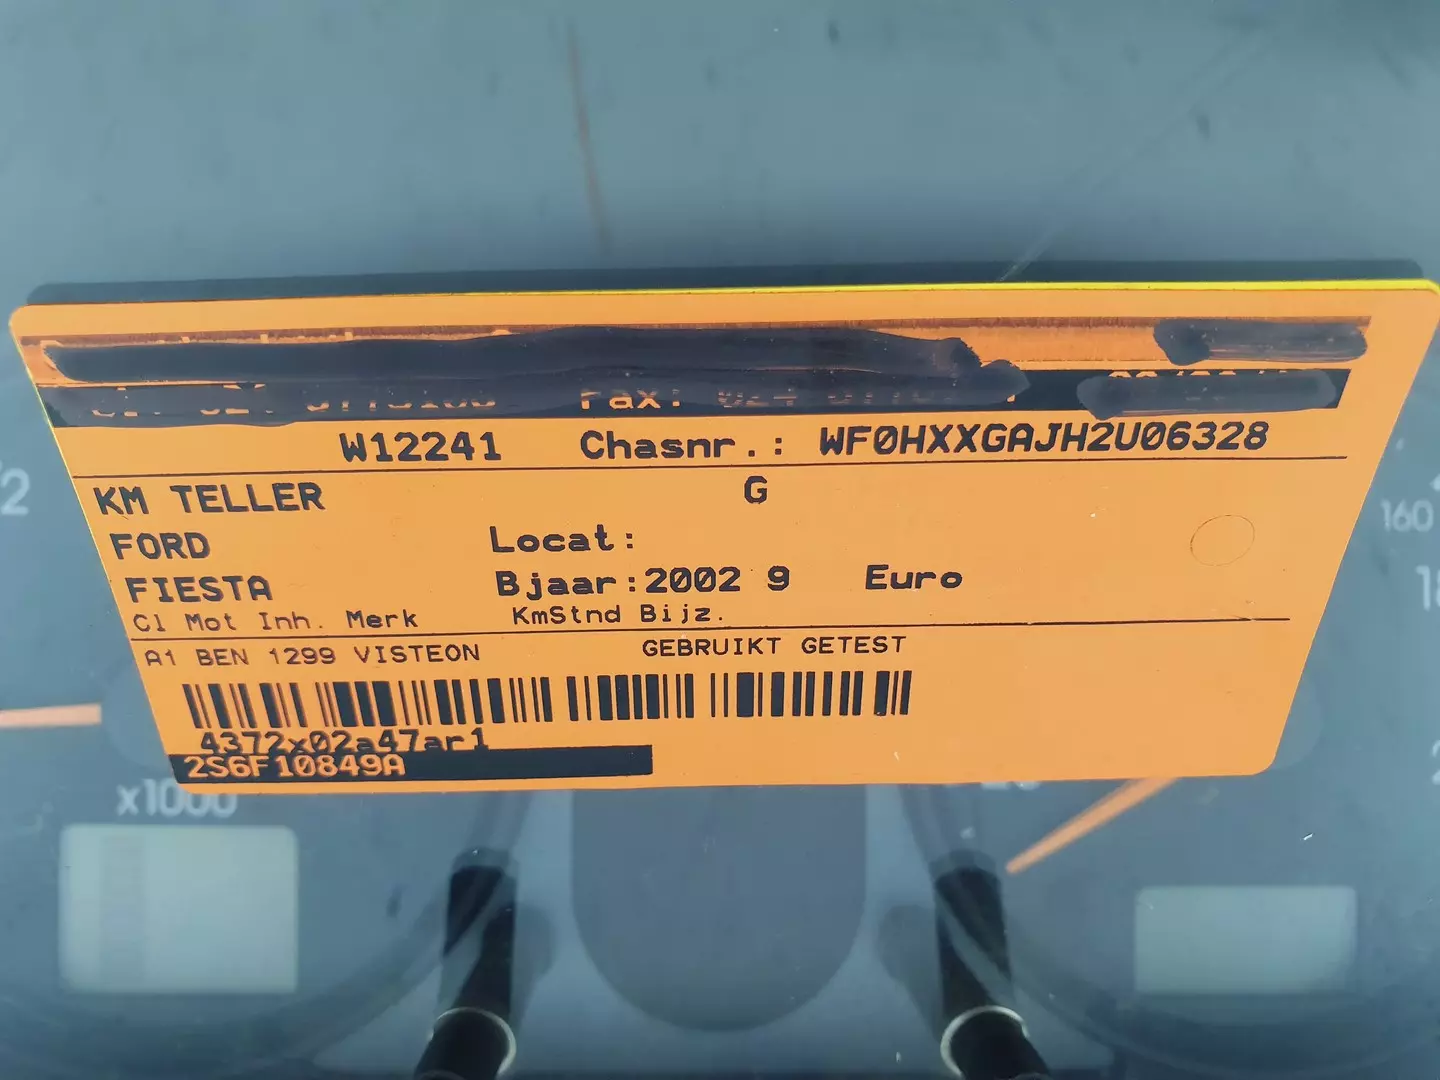 Fax:
W12241 Chasnr.: WF0HXXGAJH2U06328
KM TELLER G
FORD Locat:
FIESTA Bjaar:2002 9 Euro
Cl Mot Inh. Merk KmStnd Bijz.
A1 BEN 1299 VISTEON GEBRUIKT GETEST
4372x02a47ar1
2S6F10849A
x1000
160